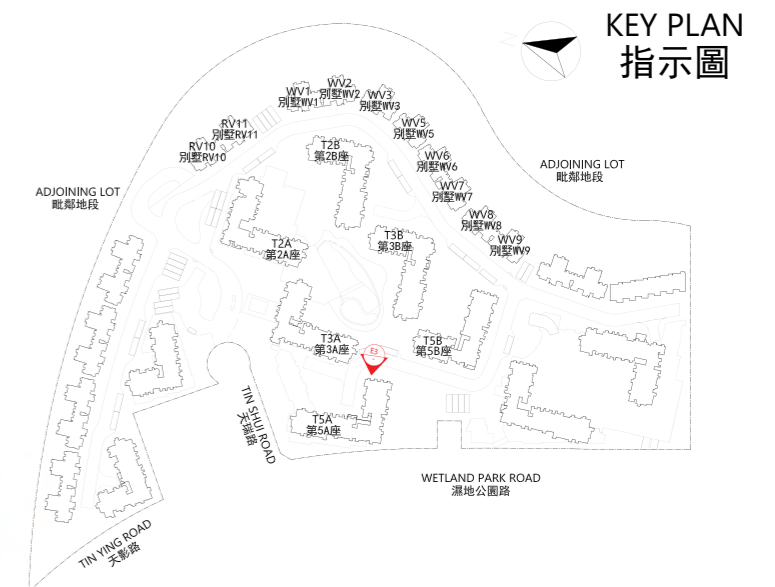 KEY PLAN
指示圖
N
WV1
別墅WV1
WV2
別墅WV2
WV3
別墅WV3
RV11
別墅RV11
RV10
別墅RV10
WV5
別墅WV5
T2B
第2B座
WV6
別墅WV6
ADJOINING LOT
毗鄰地段
ADJOINING LOT
毗鄰地段
WV7
別墅WV7
WV8
別墅WV8
WV9
別墅WV9
T2A
第2A座
T3B
第3B座
T3A
第3A座
E3
T5B
第5B座
TIN SHUI ROAD
天瑞路
T5A
第5A座
WETLAND PARK ROAD
濕地公園路
TIN YING ROAD
天影路